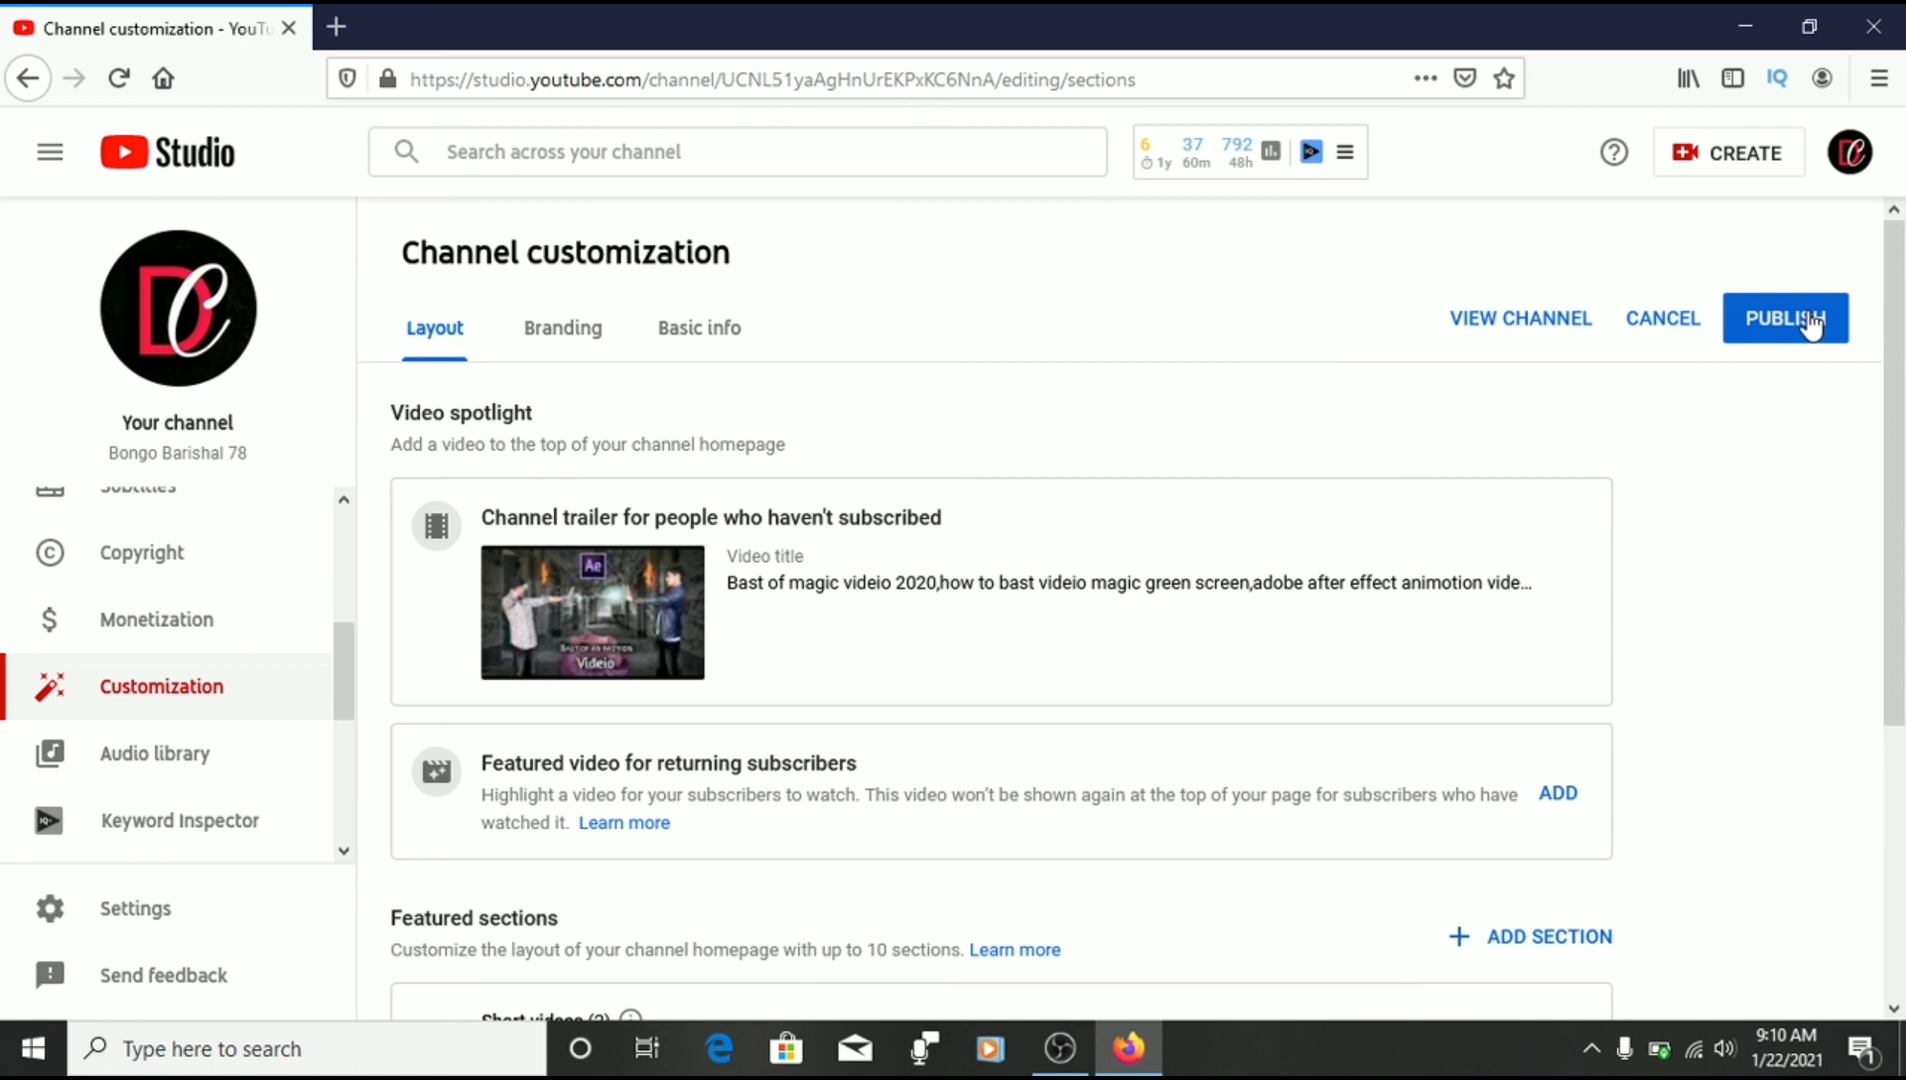 Channel customization - YouTu
https://studio.youtube.com/channel/UCNL51yaAgHnUrEKPxKC6NnA/editing/sections
IQ
Studio
Search across your channel
6 37 792
1y 60m 48h
CREATE
DC
Your channel
Bongo Barishal 78
Subtitles
Copyright
Monetization
Customization
Audio library
Keyword Inspector
Settings
Send feedback
Channel customization
Layout
Branding
Basic info
VIEW CHANNEL
CANCEL
PUBLISH
Video spotlight
Add a video to the top of your channel homepage
Channel trailer for people who haven't subscribed
Ae
Videio
Video title
Bast of magic videio 2020,how to bast videio magic green screen,adobe after effect animotion vide...
Featured video for returning subscribers
Highlight a video for your subscribers to watch. This video won't be shown again at the top of your page for subscribers who have
watched it. Learn more
ADD
Featured sections
Customize the layout of your channel homepage with up to 10 sections. Learn more
+ ADD SECTION
Short videos (2)
Type here to search
9:10 AM
1/22/2021
1